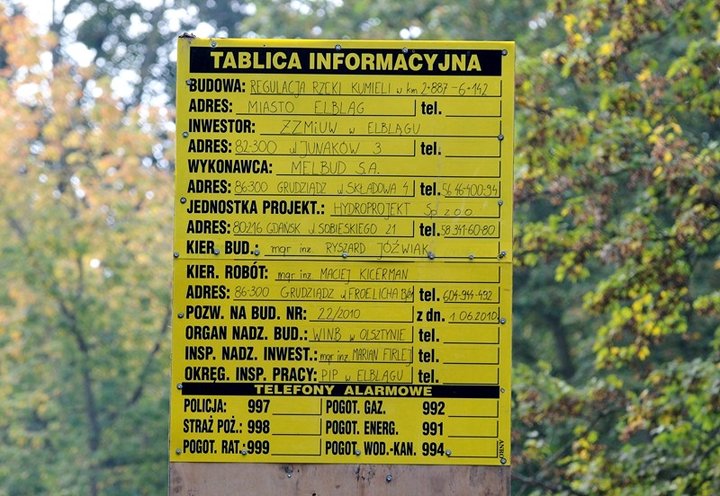 TABLICA INFORMACYJNA
BUDOWA: REGULACJA RZEKI KUMIELI w km 2+887-6+142
ADRES: MIASTO ELBLĄG tel.
INWESTOR: ZZMiUW w ELBLĄGU
ADRES: 82-300 ul JUNAKÓW 3 tel.
WYKONAWCA: MELBUD S.A.
ADRES: 86-300 GRUDZIĄDZ ul SKŁADOWA 4 tel. 56 46-400-94
JEDNOSTKA PROJEKT.: HYDROPROJEKT Sp zoo
ADRES: 80216 GDAŃSK ul SOBIESKIEGO 21 tel. 58 341-60-80
KIER. BUD.: mgr inż. RYSZARD JÓŹWIAK
KIER. ROBÓT: mgr inż. MACIEJ KICERMAN
ADRES: 86-300 GRUDZIĄDZ ul FROELICHA tel. 604-944-492
POZW. NA BUD. NR: 22/2010 z dn. 1.06.2010
ORGAN NADZ. BUD.: WINB w OLSZTYNIE tel.
INSP. NADZ. INWEST.: mgr inż MARIAN FIRLEJ tel.
OKRĘG. INSP. PRACY: PIP w ELBLĄGU tel.
TELEFONY ALARMOWE
POLICJA: 997 POGOT. GAZ. 992
STRAŻ POŻ.: 998 POGOT. ENERG. 991
POGOT. RAT.: 999 POGOT. WOD.-KAN. 994